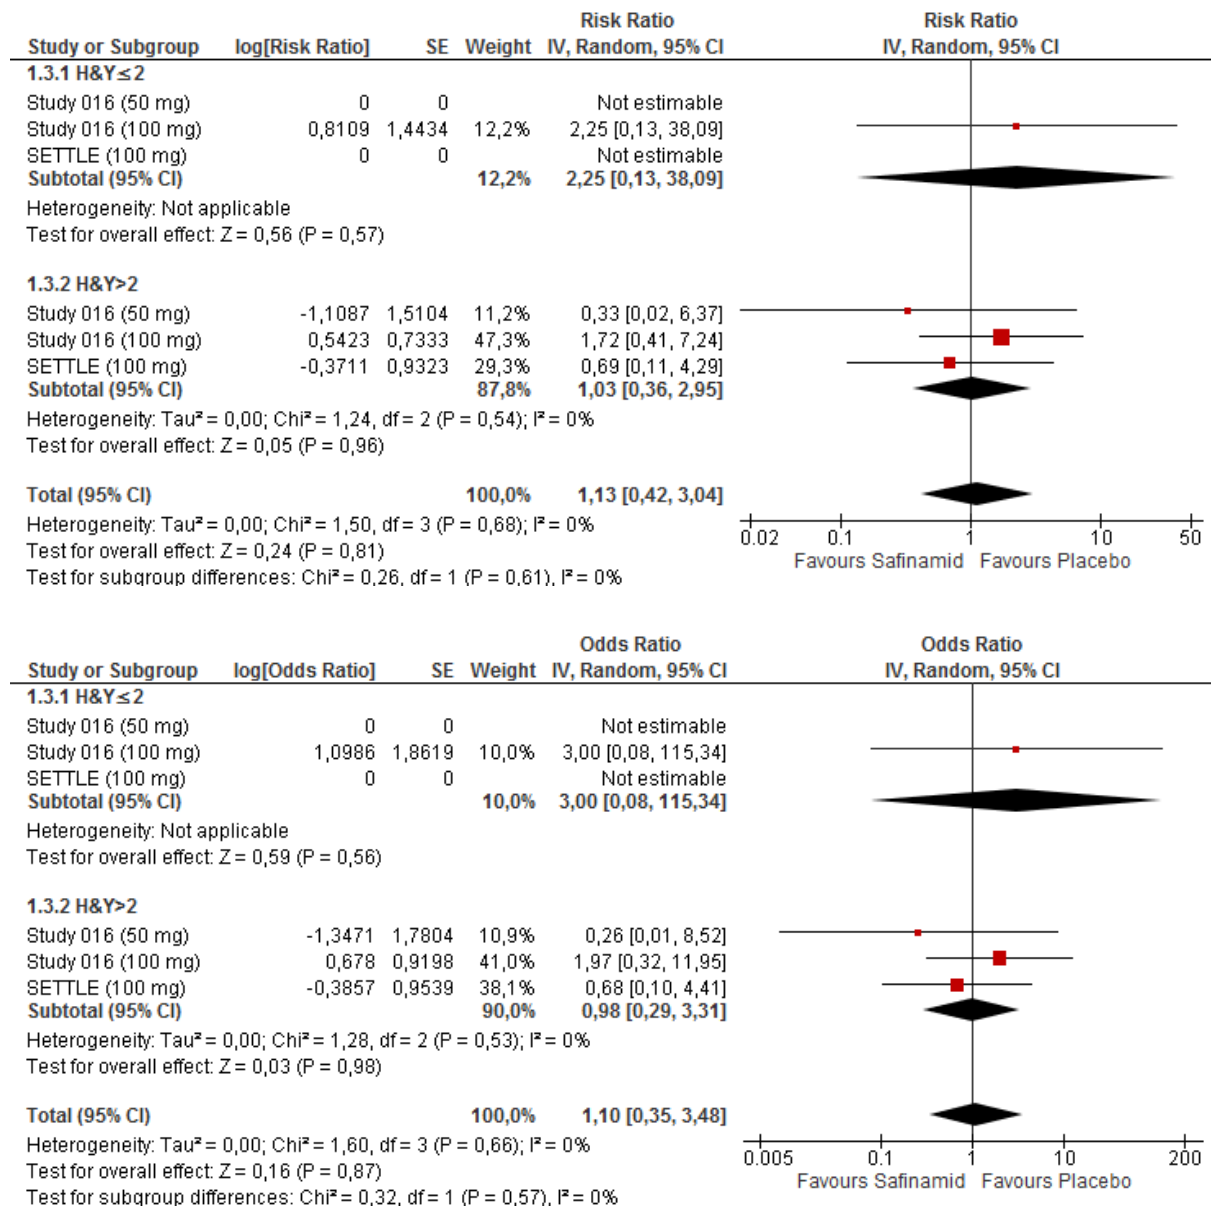 Risk Ratio Risk Ratio
Study or Subgroup log[Risk Ratio] SE Weight IV, Random, 95% CI IV, Random, 95% CI
1.3.1 H&Y ≤ 2
Study 016 (50 mg) 0 0 Not estimable
Study 016 (100 mg) 0,8109 1,4434 12,2% 2,25 [0,13, 38,09]
SETTLE (100 mg) 0 0 Not estimable
Subtotal (95% CI) 12,2% 2,25 [0,13, 38,09]
Heterogeneity: Not applicable
Test for overall effect: Z = 0,56 (P = 0,57)
1.3.2 H&Y>2
Study 016 (50 mg) -1,1087 1,5104 11,2% 0,33 [0,02, 6,37]
Study 016 (100 mg) 0,5423 0,7333 47,3% 1,72 [0,41, 7,24]
SETTLE (100 mg) -0,3711 0,9323 29,3% 0,69 [0,11, 4,29]
Subtotal (95% CI) 87,8% 1,03 [0,36, 2,95]
Heterogeneity: Tau² = 0,00; Chi² = 1,24, df = 2 (P = 0,54); I² = 0%
Test for overall effect: Z = 0,05 (P = 0,96)
Total (95% CI) 100,0% 1,13 [0,42, 3,04]
Heterogeneity: Tau² = 0,00; Chi² = 1,50, df = 3 (P = 0,68); I² = 0%
Test for overall effect: Z = 0,24 (P = 0,81)
Test for subgroup differences: Chi² = 0,26, df = 1 (P = 0,61), I² = 0%
0.02 0.1 1 10 50
Favours Safinamid Favours Placebo
Odds Ratio Odds Ratio
Study or Subgroup log[Odds Ratio] SE Weight IV, Random, 95% CI IV, Random, 95% CI
1.3.1 H&Y ≤ 2
Study 016 (50 mg) 0 0 Not estimable
Study 016 (100 mg) 1,0986 1,8619 10,0% 3,00 [0,08, 115,34]
SETTLE (100 mg) 0 0 Not estimable
Subtotal (95% CI) 10,0% 3,00 [0,08, 115,34]
Heterogeneity: Not applicable
Test for overall effect: Z = 0,59 (P = 0,56)
1.3.2 H&Y>2
Study 016 (50 mg) -1,3471 1,7804 10,9% 0,26 [0,01, 8,52]
Study 016 (100 mg) 0,678 0,9198 41,0% 1,97 [0,32, 11,95]
SETTLE (100 mg) -0,3857 0,9539 38,1% 0,68 [0,10, 4,41]
Subtotal (95% CI) 90,0% 0,98 [0,29, 3,31]
Heterogeneity: Tau² = 0,00; Chi² = 1,28, df = 2 (P = 0,53); I² = 0%
Test for overall effect: Z = 0,03 (P = 0,98)
Total (95% CI) 100,0% 1,10 [0,35, 3,48]
Heterogeneity: Tau² = 0,00; Chi² = 1,60, df = 3 (P = 0,66); I² = 0%
Test for overall effect: Z = 0,16 (P = 0,87)
Test for subgroup differences: Chi² = 0,32, df = 1 (P = 0,57), I² = 0%
0.005 0.1 1 10 200
Favours Safinamid Favours Placebo